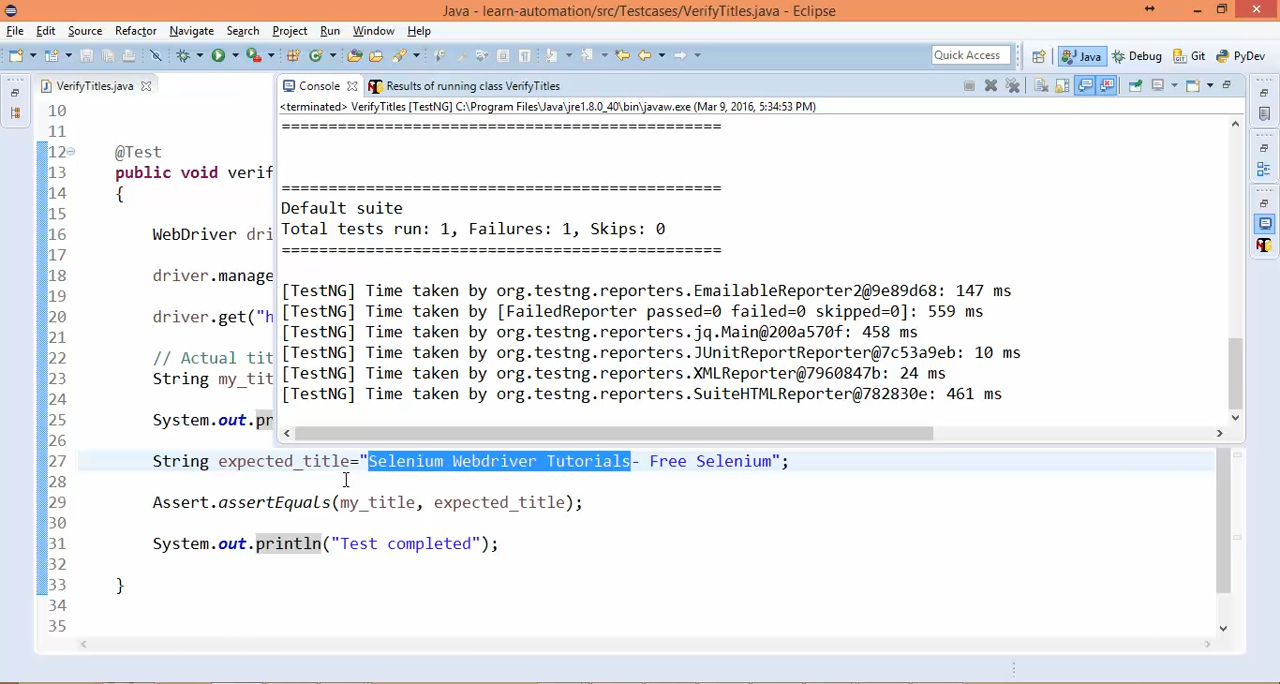 Java - learn-automation/src/Testcases/VerifyTitles.java - Eclipse
File Edit Source Refactor Navigate Search Project Run Window Help
Quick Access Java Debug Git PyDev
VerifyTitles.java Console Results of running class VerifyTitles
<terminated> VerifyTitles [TestNG] C:\Program Files\Java\jre1.8.0_40\bin\javaw.exe (Mar 9, 2016, 5:34:53 PM)
10
===============================================
11
12 @Test
13 public void verif
===============================================
14 {
Default suite
15
Total tests run: 1, Failures: 1, Skips: 0
16 WebDriver dri
===============================================
17
18 driver.manage
[TestNG] Time taken by org.testng.reporters.EmailableReporter2@9e89d68: 147 ms
19
[TestNG] Time taken by [FailedReporter passed=0 failed=0 skipped=0]: 559 ms
20 driver.get("h
[TestNG] Time taken by org.testng.reporters.jq.Main@200a570f: 458 ms
21
[TestNG] Time taken by org.testng.reporters.JUnitReportReporter@7c53a9eb: 10 ms
22 // Actual tit
[TestNG] Time taken by org.testng.reporters.XMLReporter@7960847b: 24 ms
23 String my_tit
[TestNG] Time taken by org.testng.reporters.SuiteHTMLReporter@782830e: 461 ms
24
25 System.out.pr
26
27 String expected_title="Selenium Webdriver Tutorials- Free Selenium";
28
29 Assert.assertEquals(my_title, expected_title);
30
31 System.out.println("Test completed");
32
33 }
34
35